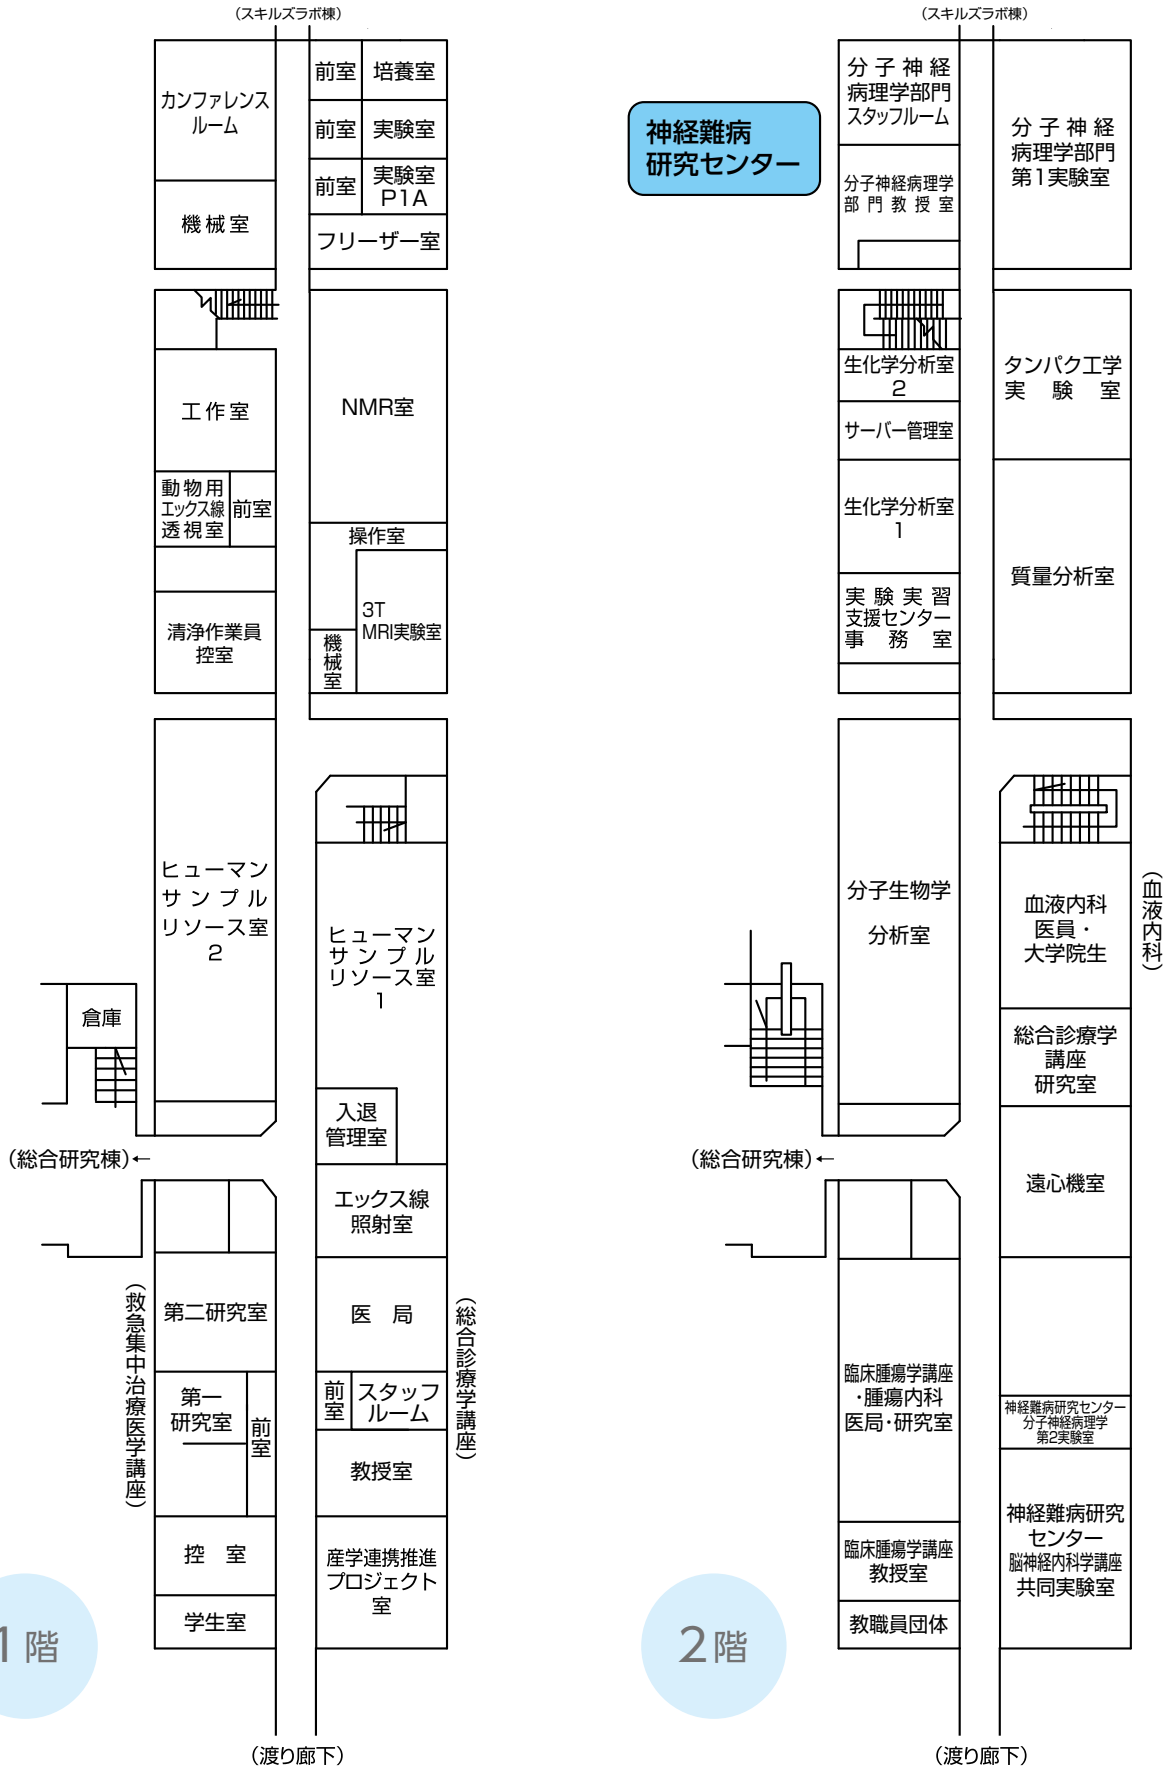 (スキルズラボ棟)
カンファレンス
ルーム
機械室
前室
培養室
前室
実験室
前室
実験室
P1A
フリーザー室
工作室
動物用
エックス線
透視室
前室
清浄作業員
控室
NMR室
操作室
3T
MRI実験室
機械室
ヒューマン
サンプル
リソース室
2
ヒューマン
サンプル
リソース室
1
倉庫
入退
管理室
(総合研究棟)←
エックス線
照射室
第二研究室
(救急集中治療医学講座)
第一
研究室
前室
控 室
学生室
医 局
(総合診療学講座)
前室
スタッフ
ルーム
教授室
産学連携推進
プロジェクト
室
1階
(渡り廊下)
神経難病
研究センター
(スキルズラボ棟)
分子神経
病理学部門
スタッフルーム
分子神経病理学
部門教授室
分子神経
病理学部門
第1実験室
生化学分析室
2
サーバー管理室
生化学分析室
1
実験実習
支援センター
事務室
タンパク工学
実験室
質量分析室
分子生物学
分析室
血液内科
医員・
大学院生
(血液内科)
総合診療学
講座
研究室
(総合研究棟)←
遠心機室
臨床腫瘍学講座
・腫瘍内科
医局・研究室
臨床腫瘍学講座
教授室
教職員団体
神経難病研究センター
分子神経病理学
第2実験室
神経難病研究
センター
脳神経内科学講座
共同実験室
2階
(渡り廊下)